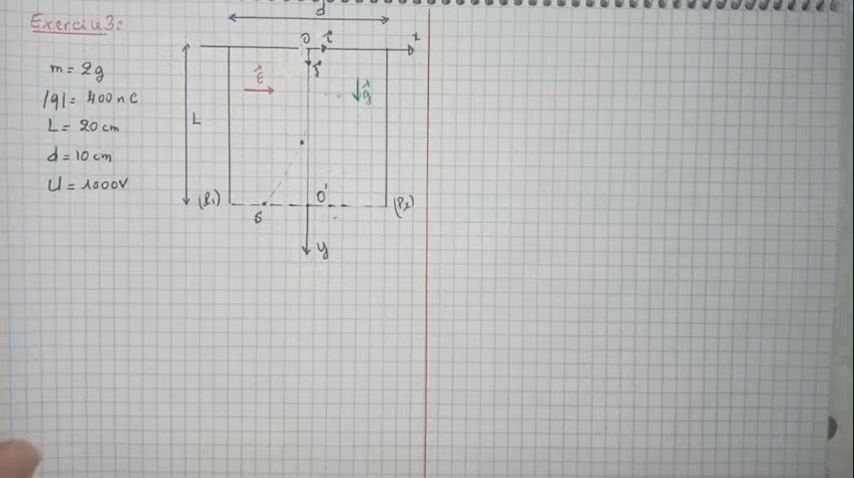 Exercice 3:
d
O i x
j
m = 2g
E
g
|q| = 400 nC
L
L = 20 cm
d = 10 cm
U = 1000V
(P1) S O' (P2)
y